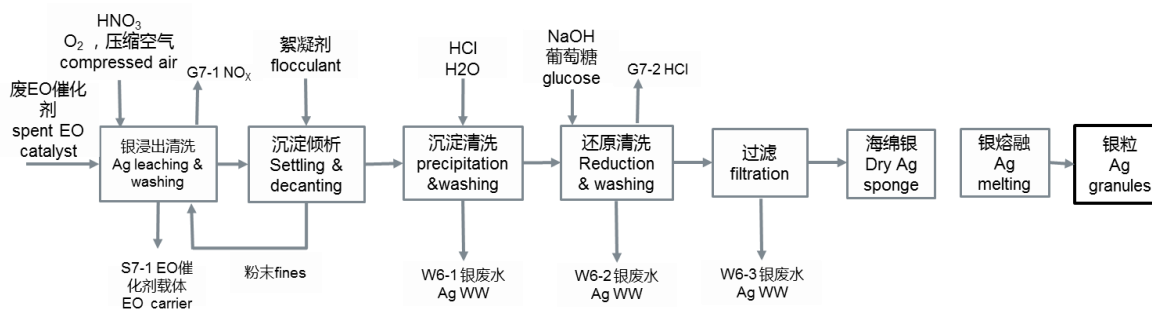 HNO₃
O₂ ，压缩空气
compressed air
G7-1 NOₓ
废EO催化
剂
spent EO
catalyst
银浸出清洗
Ag leaching &
washing
S7-1 EO催
化剂载体
EO carrier
絮凝剂
flocculant
沉淀倾析
Settling &
decanting
粉末fines
HCl
H2O
沉淀清洗
precipitation
&washing
W6-1 银废水
Ag WW
NaOH
葡萄糖
glucose
G7-2 HCl
还原清洗
Reduction
& washing
W6-2 银废水
Ag WW
过滤
filtration
W6-3 银废水
Ag WW
海绵银
Dry Ag
sponge
银熔融
Ag
melting
银粒
Ag
granules